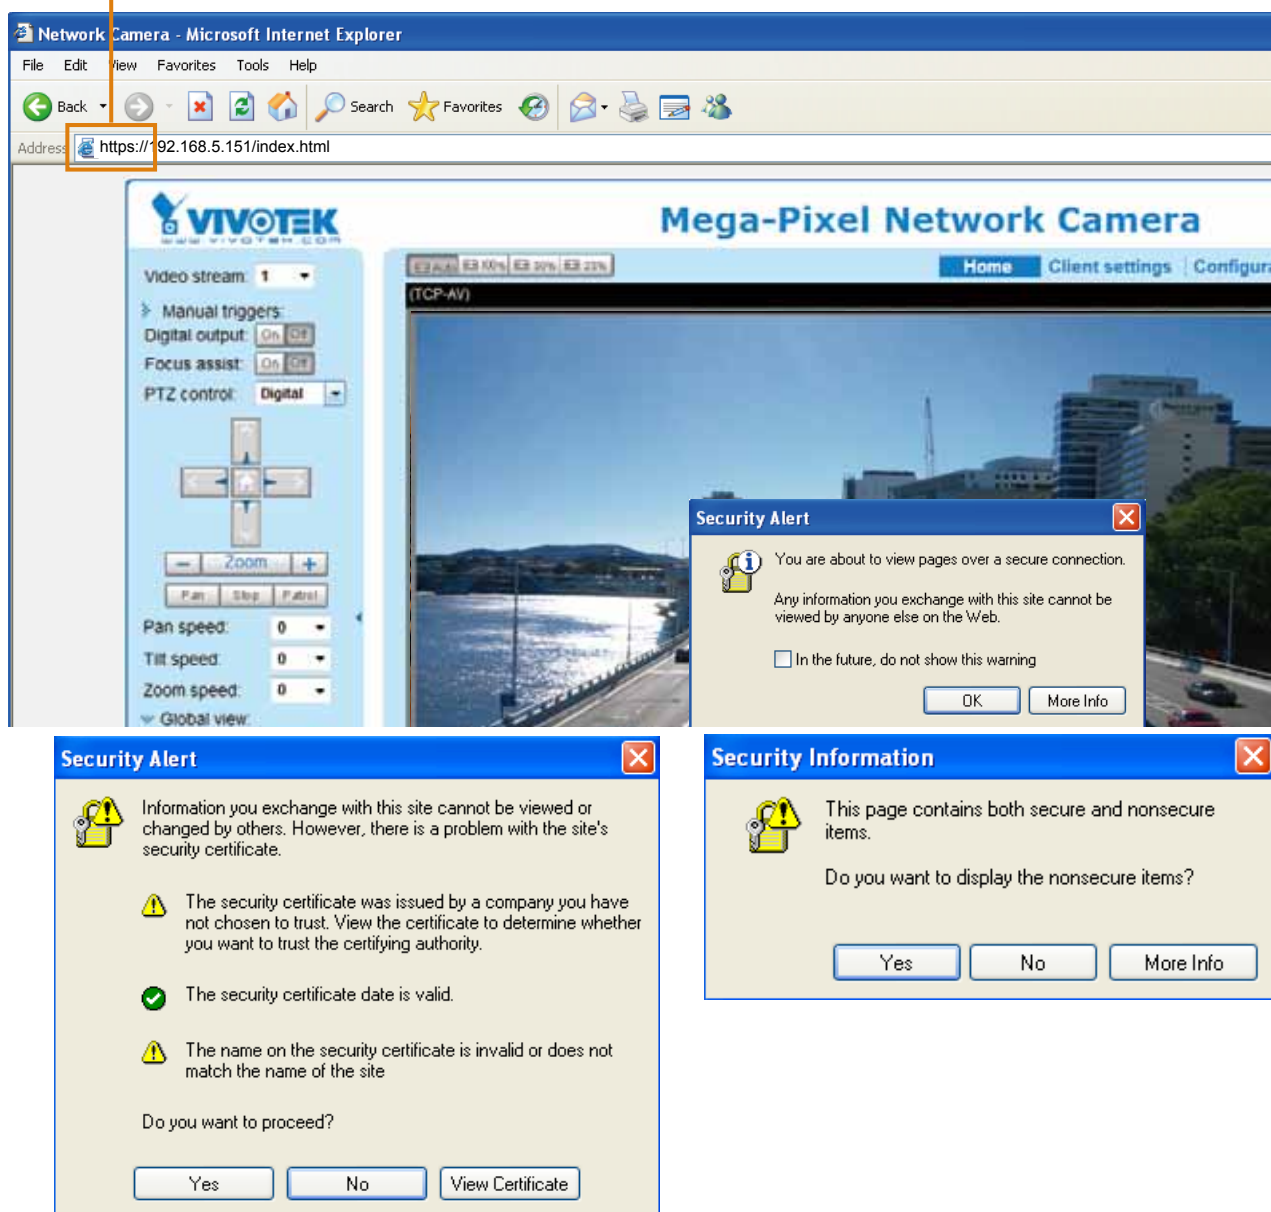 Network Camera - Microsoft Internet Explorer
File Edit View Favorites Tools Help
Back Search Favorites
Address https://192.168.5.151/index.html
VIVOTEK
www.vivotek.com
Mega-Pixel Network Camera
Video stream: 1
Auto 100% 50% 25%
Home Client settings Configura
(TCP-AV)
Manual triggers:
Digital output: On Off
Focus assist: On Off
PTZ control: Digital
Zoom
Pan Stop Patrol
Pan speed: 0
Tilt speed: 0
Zoom speed: 0
Global view:
Security Alert
You are about to view pages over a secure connection.
Any information you exchange with this site cannot be
viewed by anyone else on the Web.
In the future, do not show this warning
OK More Info
Security Alert
Information you exchange with this site cannot be viewed or
changed by others. However, there is a problem with the site's
security certificate.
The security certificate was issued by a company you have
not chosen to trust. View the certificate to determine whether
you want to trust the certifying authority.
The security certificate date is valid.
The name on the security certificate is invalid or does not
match the name of the site
Do you want to proceed?
Yes No View Certificate
Security Information
This page contains both secure and nonsecure
items.
Do you want to display the nonsecure items?
Yes No More Info